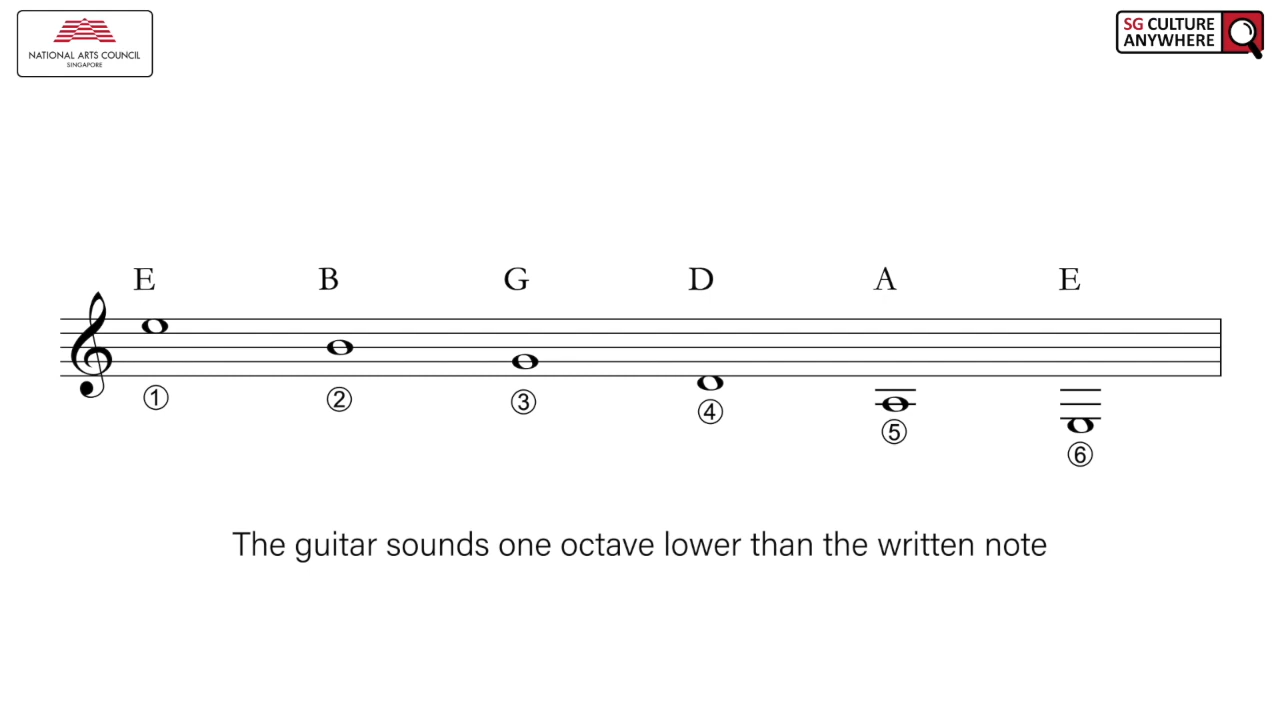 NATIONAL ARTS COUNCIL
SINGAPORE
SG CULTURE
ANYWHERE
E B G D A E
① ② ③ ④ ⑤ ⑥
The guitar sounds one octave lower than the written note